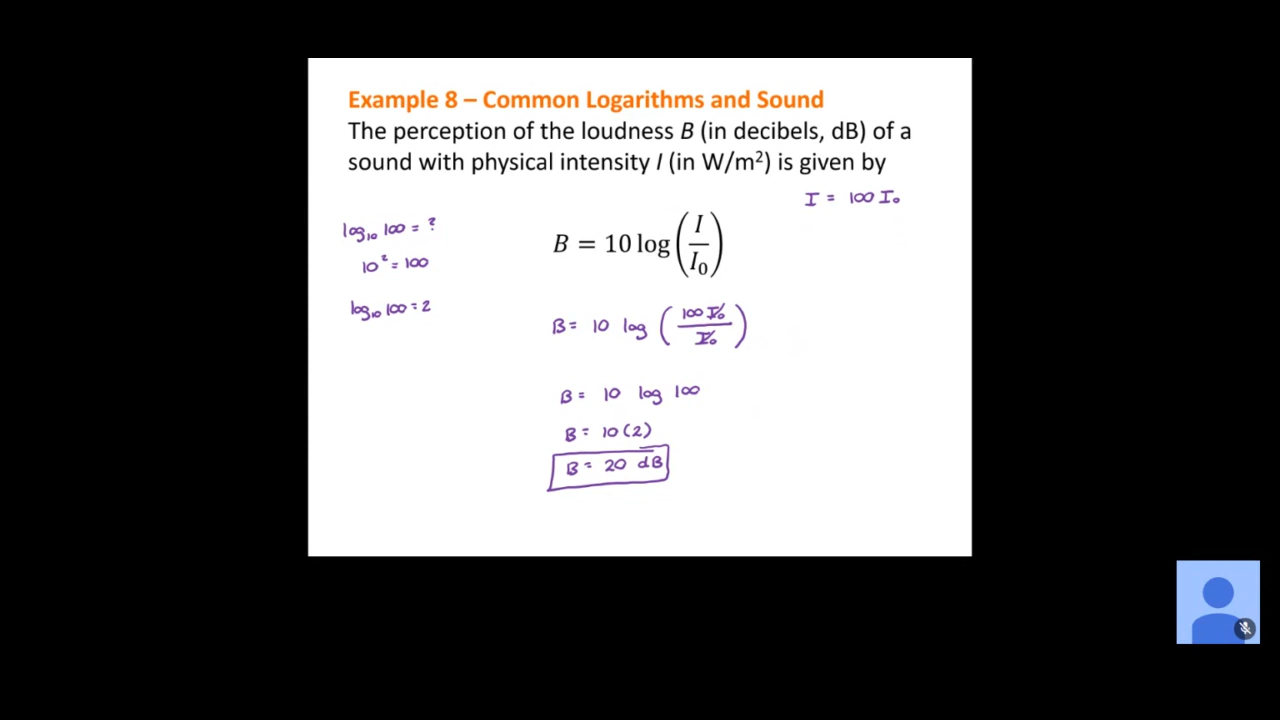 Example 8 – Common Logarithms and Sound
The perception of the loudness B (in decibels, dB) of a
sound with physical intensity I (in W/m²) is given by
I = 100 I₀
log₁₀ 100 = ?
10² = 100
log₁₀ 100 = 2
B = 10 log(I/I₀)
B = 10 log (100 I₀/I₀)
B = 10 log 100
B = 10(2)
B = 20 dB